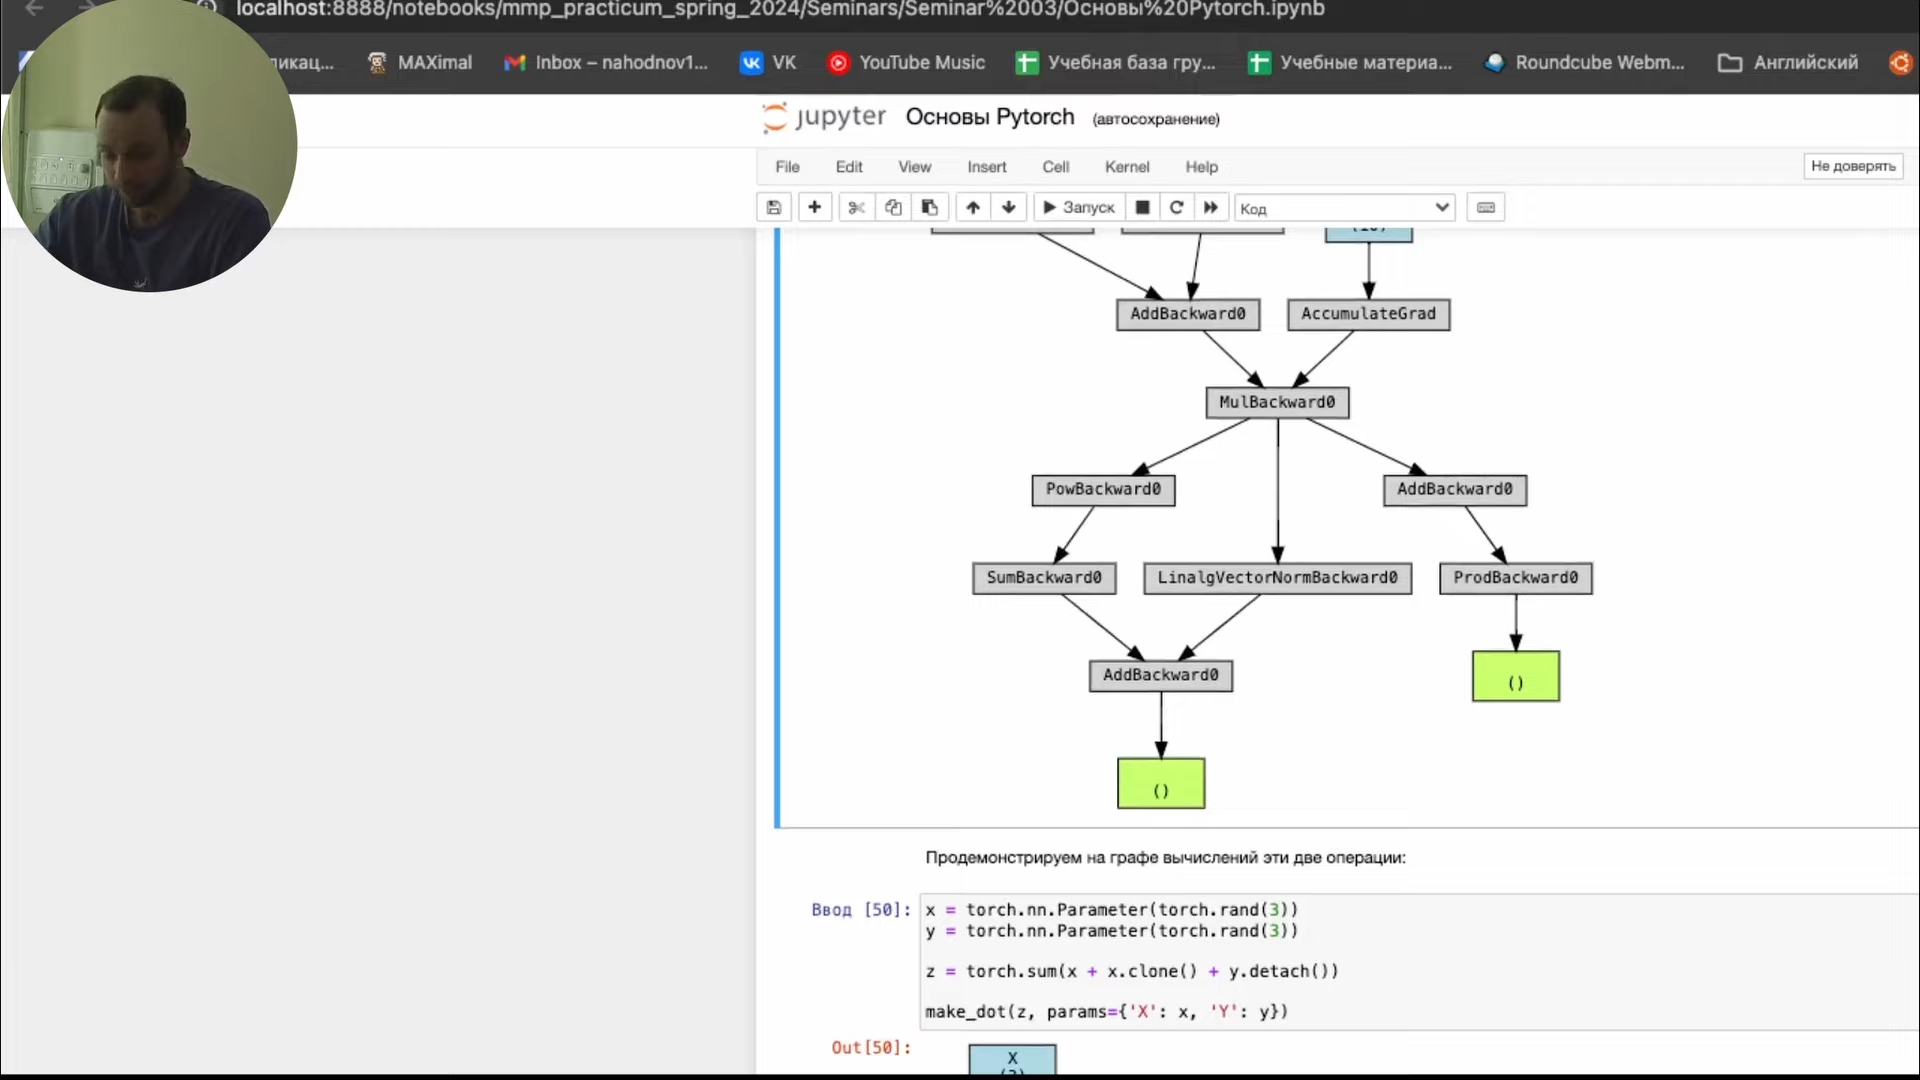 localhost:8888/notebooks/mmp_practicum_spring_2024/Seminars/Seminar%2003/Основы%20Pytorch.ipynb
ликац... MAXimal Inbox – nahodnov1... VK YouTube Music Учебная база гру... Учебные материа... Roundcube Webm... Английский
jupyter Основы Pytorch (автосохранение)
File Edit View Insert Cell Kernel Help Не доверять
Запуск Код
AddBackward0 AccumulateGrad
MulBackward0
PowBackward0 AddBackward0
SumBackward0 LinalgVectorNormBackward0 ProdBackward0
AddBackward0 ()
()
Продемонстрируем на графе вычислений эти две операции:
Ввод [50]: x = torch.nn.Parameter(torch.rand(3))
y = torch.nn.Parameter(torch.rand(3))
z = torch.sum(x + x.clone() + y.detach())
make_dot(z, params={'X': x, 'Y': y})
Out[50]: X
(3)